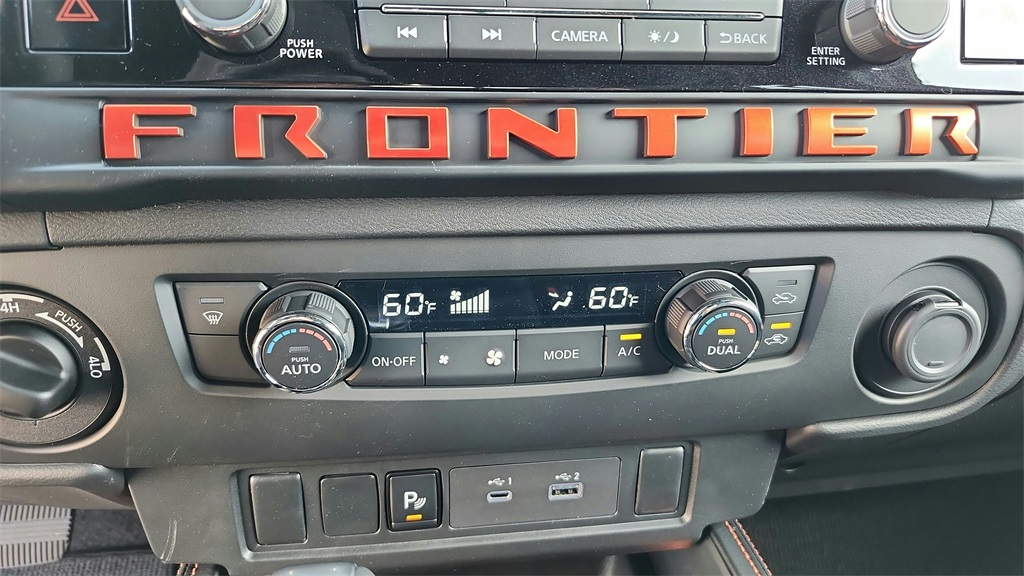 PUSH POWER
CAMERA
BACK
ENTER SETTING
FRONTIER
4H
PUSH
4LO
60°F
60°F
PUSH AUTO
ON·OFF
MODE
A/C
PUSH DUAL
P
1
2